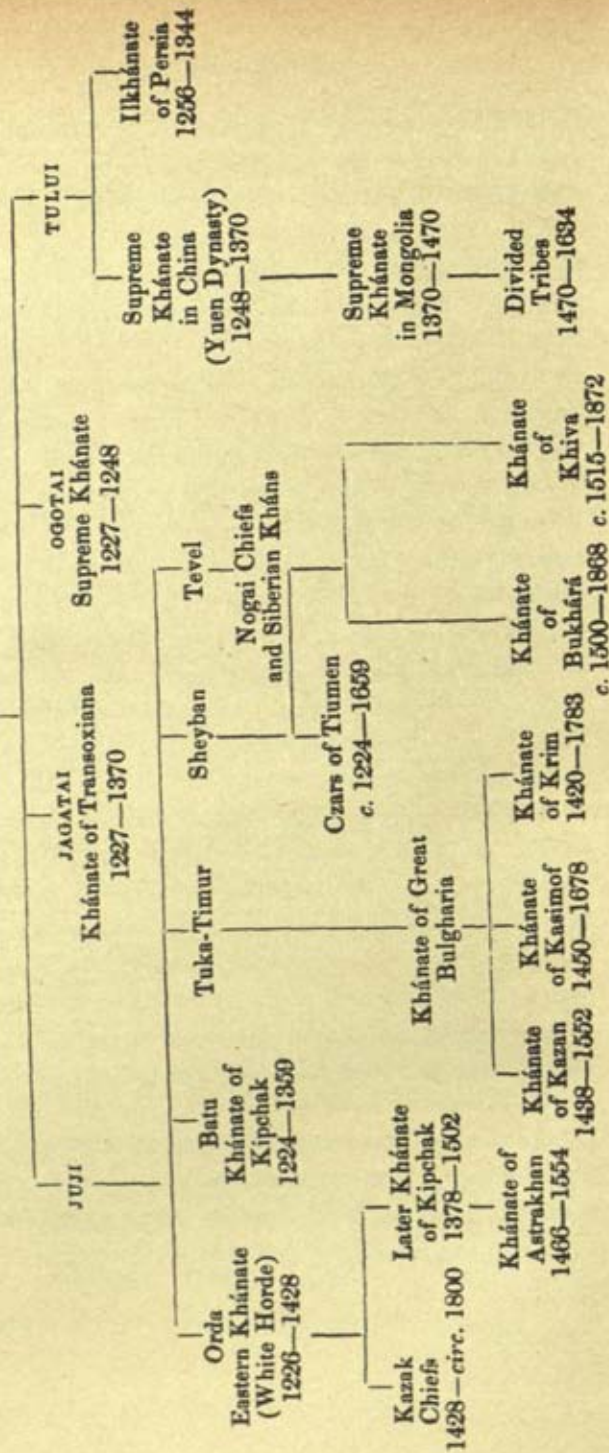 JUJI
JAGATAI
Khánate of Transoxiana
1227—1370
OGOTAI
Supreme Khánate
1227—1248
TULUI
Orda
Eastern Khánate
(White Horde)
1226—1428
Batu
Khánate of
Kipchak
1224—1359
Tuka-Timur
Sheyban
Tevel
Supreme
Khánate
in China
(Yuen Dynasty)
1248—1370
Ilkhánate
of Persia
1256—1344
Nogai Chiefs
and Siberian Kháns
Czars of Tiumen
c. 1224—1659
Supreme
Khánate
in Mongolia
1370—1470
Kazak
Chiefs
1428—circ. 1800
Later Khánate
of Kipchak
1378—1502
Khánate of Great
Bulgharia
Khánate of
Astrakhan
1466—1554
Khánate
of Kazan
1438—1552
Khánate
of Kasimof
1450—1678
Khánate
of Krim
1420—1783
Khánate
of
Bukhárá
c. 1500—1868
Khánate
of
Khiva
c. 1515—1872
Divided
Tribes
1470—1634